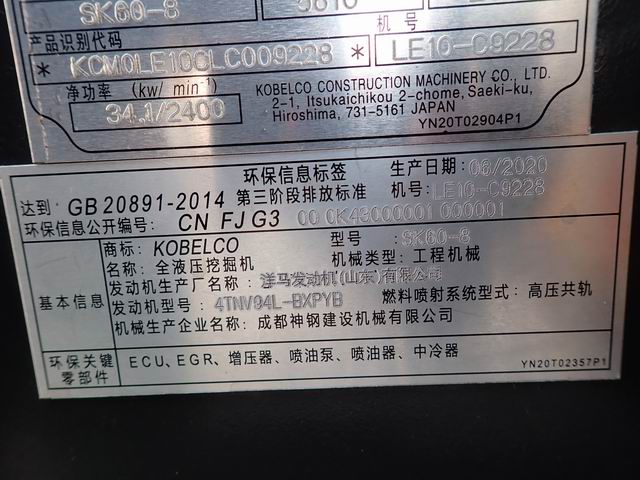 SK60-8 5810
产品识别代码 机号
* KCM0LE10CLC009228 * LE10-C9228
净功率 (kw/ min⁻¹)
34.1/2400
KOBELCO CONSTRUCTION MACHINERY CO., LTD.
2-1, Itsukaichikou 2-chome, Saeki-ku,
Hiroshima, 731-5161 JAPAN
YN20T02904P1
环保信息标签 生产日期: 06/2020
达到 GB 20891-2014 第三阶段排放标准 机号: LE10-C9228
环保信息公开编号: CN FJ G3 00 0K43000001 000001
基本信息
商标: KOBELCO 型号: SK60-8
名称: 全液压挖掘机 机械类型: 工程机械
发动机生产厂名称: 洋马发动机(山东)有限公司
发动机型号: 4TNV94L-BXPYB 燃料喷射系统型式: 高压共轨
机械生产企业名称: 成都神钢建设机械有限公司
环保关键
零部件
ECU、EGR、增压器、喷油泵、喷油器、中冷器
YN20T02357P1